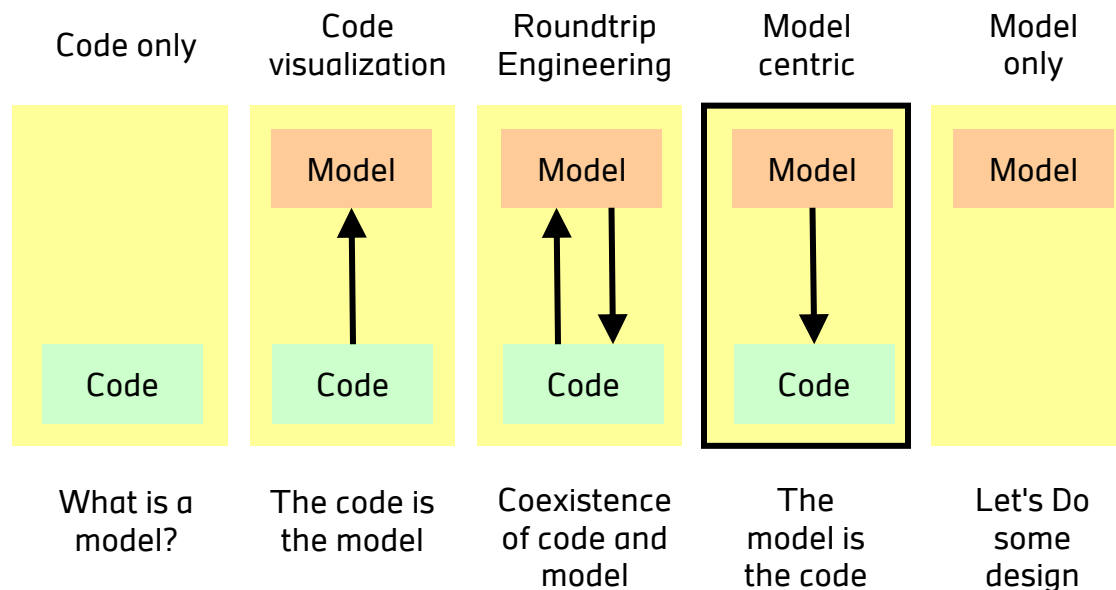 Code only
Code
visualization
Roundtrip
Engineering
Model
centric
Model
only
Model
Model
Model
Model
Code
Code
Code
Code
What is a
model?
The code is
the model
Coexistence
of code and
model
The
model is
the code
Let's Do
some
design